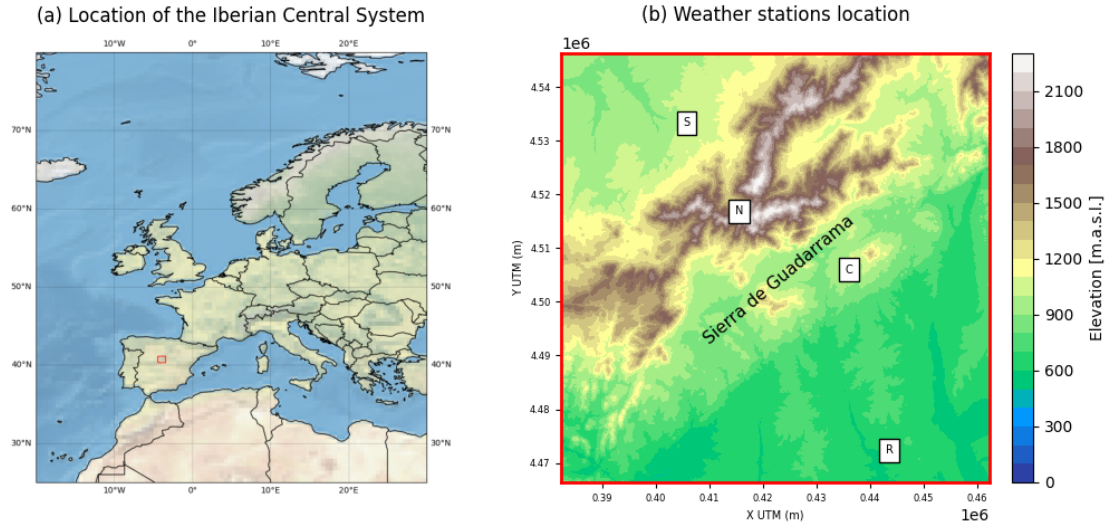 (a) Location of the Iberian Central System
10°W 0° 10°E 20°E
70°N 70°N
60°N 60°N
50°N 50°N
40°N 40°N
30°N 30°N
10°W 0° 10°E 20°E
(b) Weather stations location
1e6
4.54
4.53
4.52
4.51
4.50
4.49
4.48
4.47
Y UTM (m)
S
N
C
R
Sierra de Guadarrama
0.39 0.40 0.41 0.42 0.43 0.44 0.45 0.46
X UTM (m)
1e6
2100
1800
1500
1200
900
600
300
0
Elevation [m.a.s.l.]